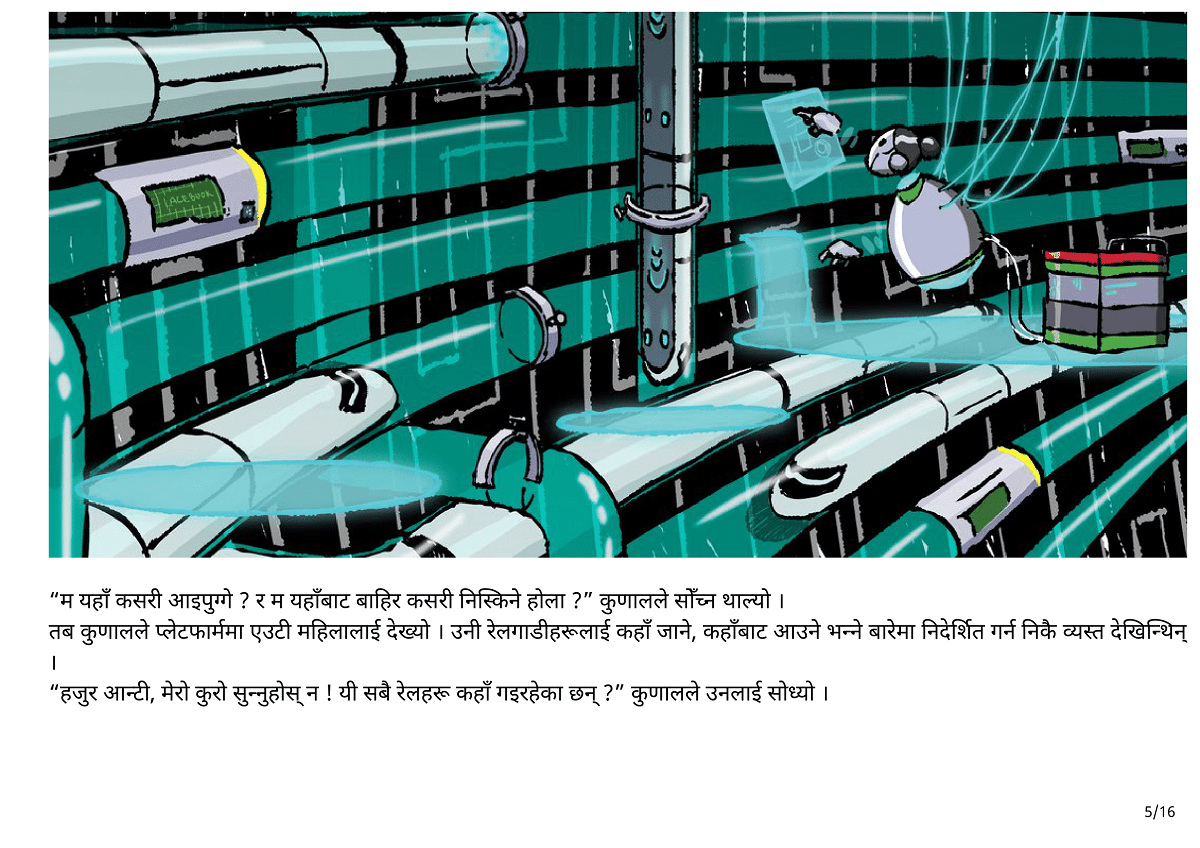 LACEBOOK
“म यहाँ कसरी आइपुग्गे ? र म यहाँबाट बाहिर कसरी निस्किने होला ?” कुणालले सोँच्न थाल्यो ।
तब कुणालले प्लेटफार्ममा एउटी महिलालाई देख्यो । उनी रेलगाडीहरूलाई कहाँ जाने, कहाँबाट आउने भन्ने बारेमा निदेर्शित गर्न निकै व्यस्त देखिन्थिन्
।
“हजुर आन्टी, मेरो कुरो सुन्नुहोस् न ! यी सबै रेलहरू कहाँ गइरहेका छन् ?” कुणालले उनलाई सोध्यो ।
5/16